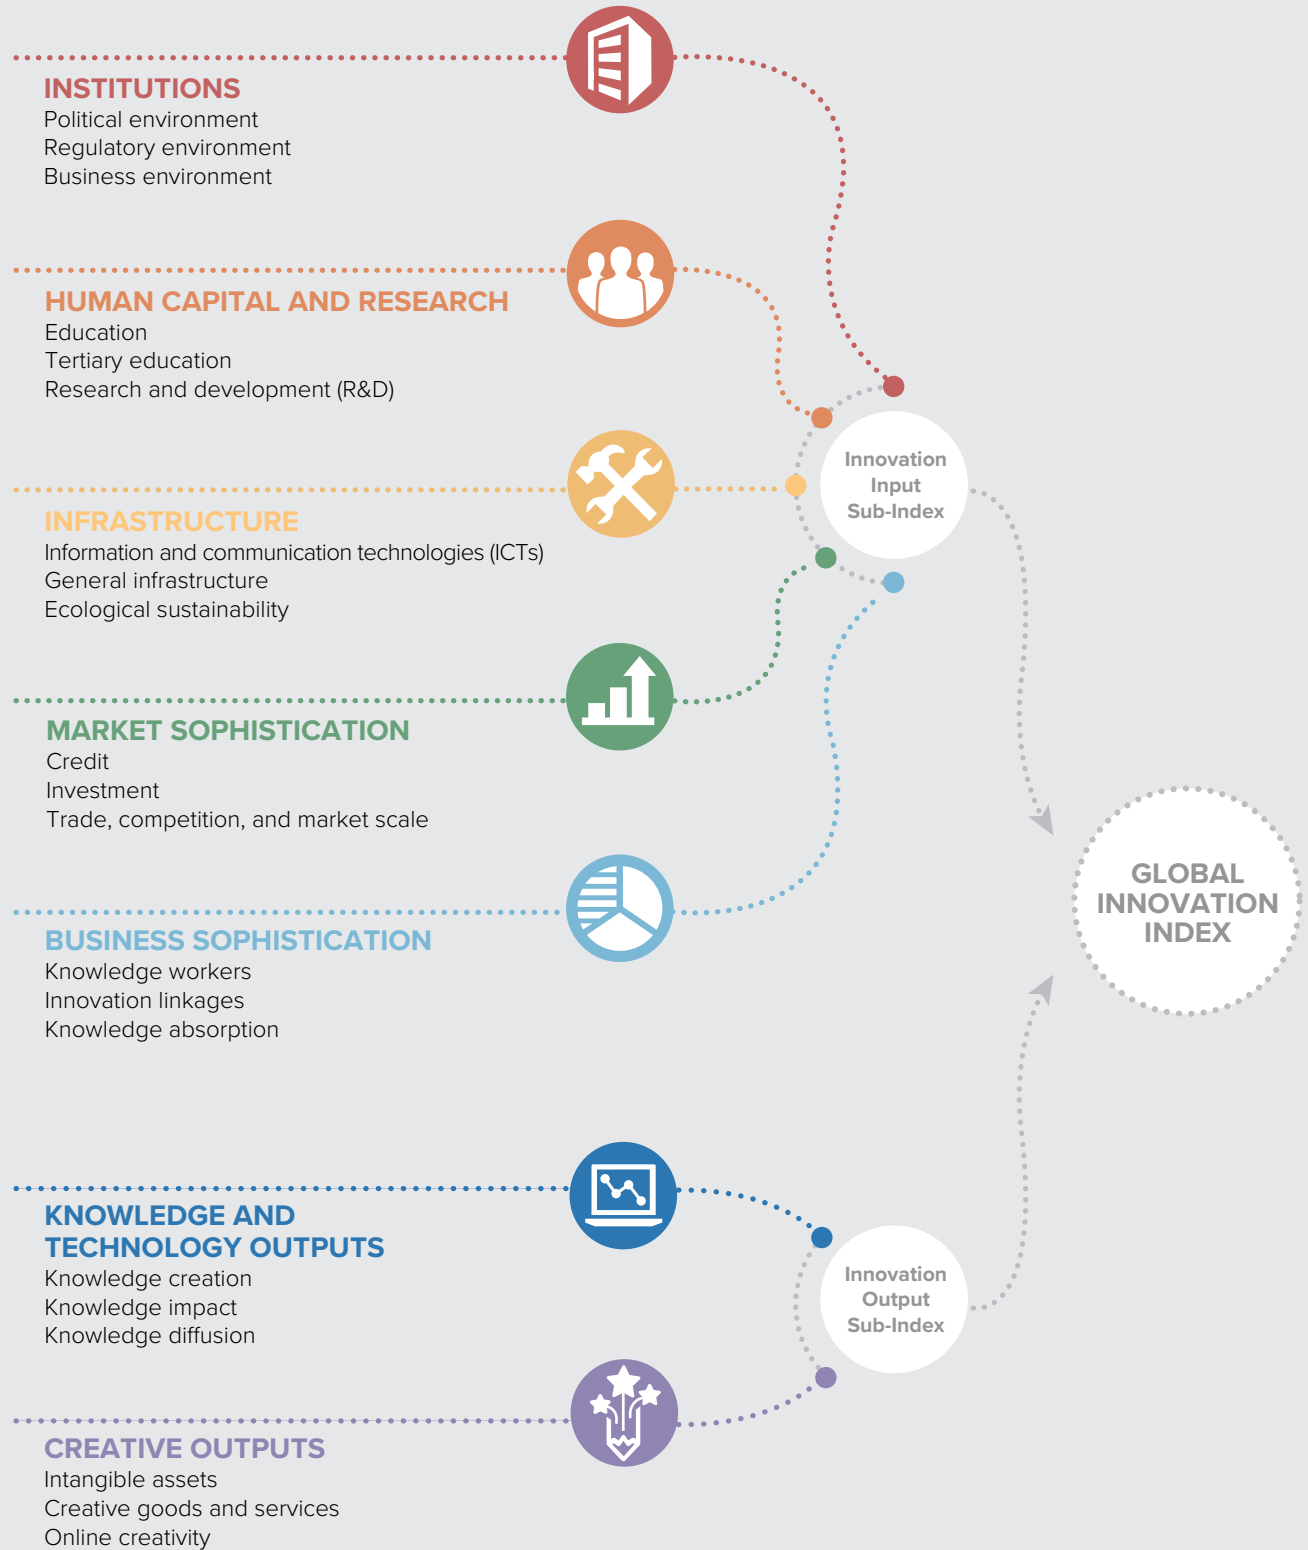 INSTITUTIONS
Political environment
Regulatory environment
Business environment
HUMAN CAPITAL AND RESEARCH
Education
Tertiary education
Research and development (R&D)
INFRASTRUCTURE
Information and communication technologies (ICTs)
General infrastructure
Ecological sustainability
MARKET SOPHISTICATION
Credit
Investment
Trade, competition, and market scale
BUSINESS SOPHISTICATION
Knowledge workers
Innovation linkages
Knowledge absorption
KNOWLEDGE AND
TECHNOLOGY OUTPUTS
Knowledge creation
Knowledge impact
Knowledge diffusion
CREATIVE OUTPUTS
Intangible assets
Creative goods and services
Online creativity
Innovation
Input
Sub-Index
Innovation
Output
Sub-Index
GLOBAL
INNOVATION
INDEX